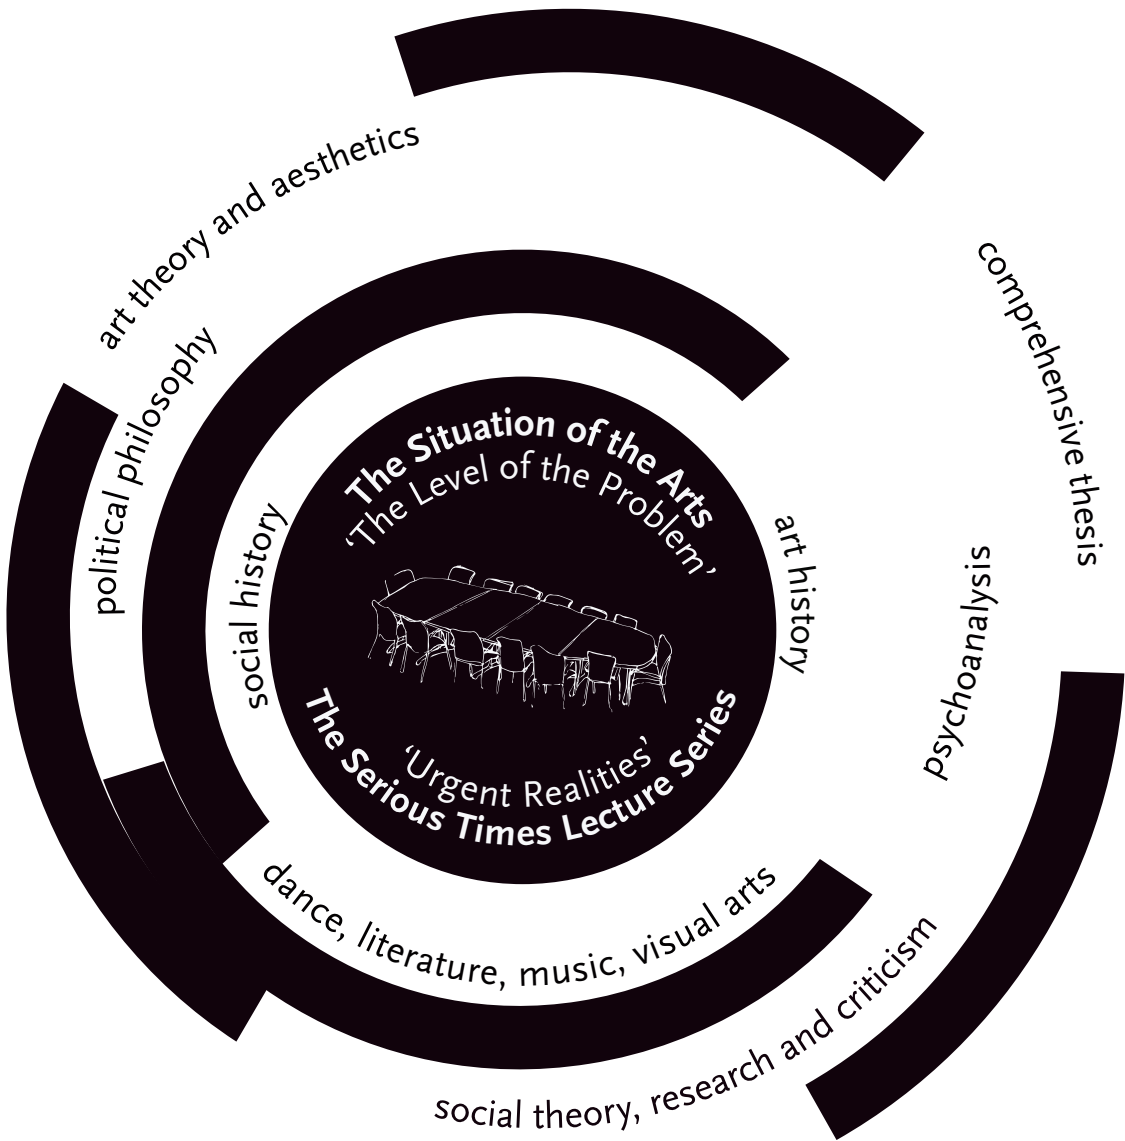 art theory and aesthetics
comprehensive thesis
political philosophy
The Situation of the Arts
‘The Level of the Problem’
social history
art history
psychoanalysis
‘Urgent Realities’
The Serious Times Lecture Series
dance, literature, music, visual arts
social theory, research and criticism